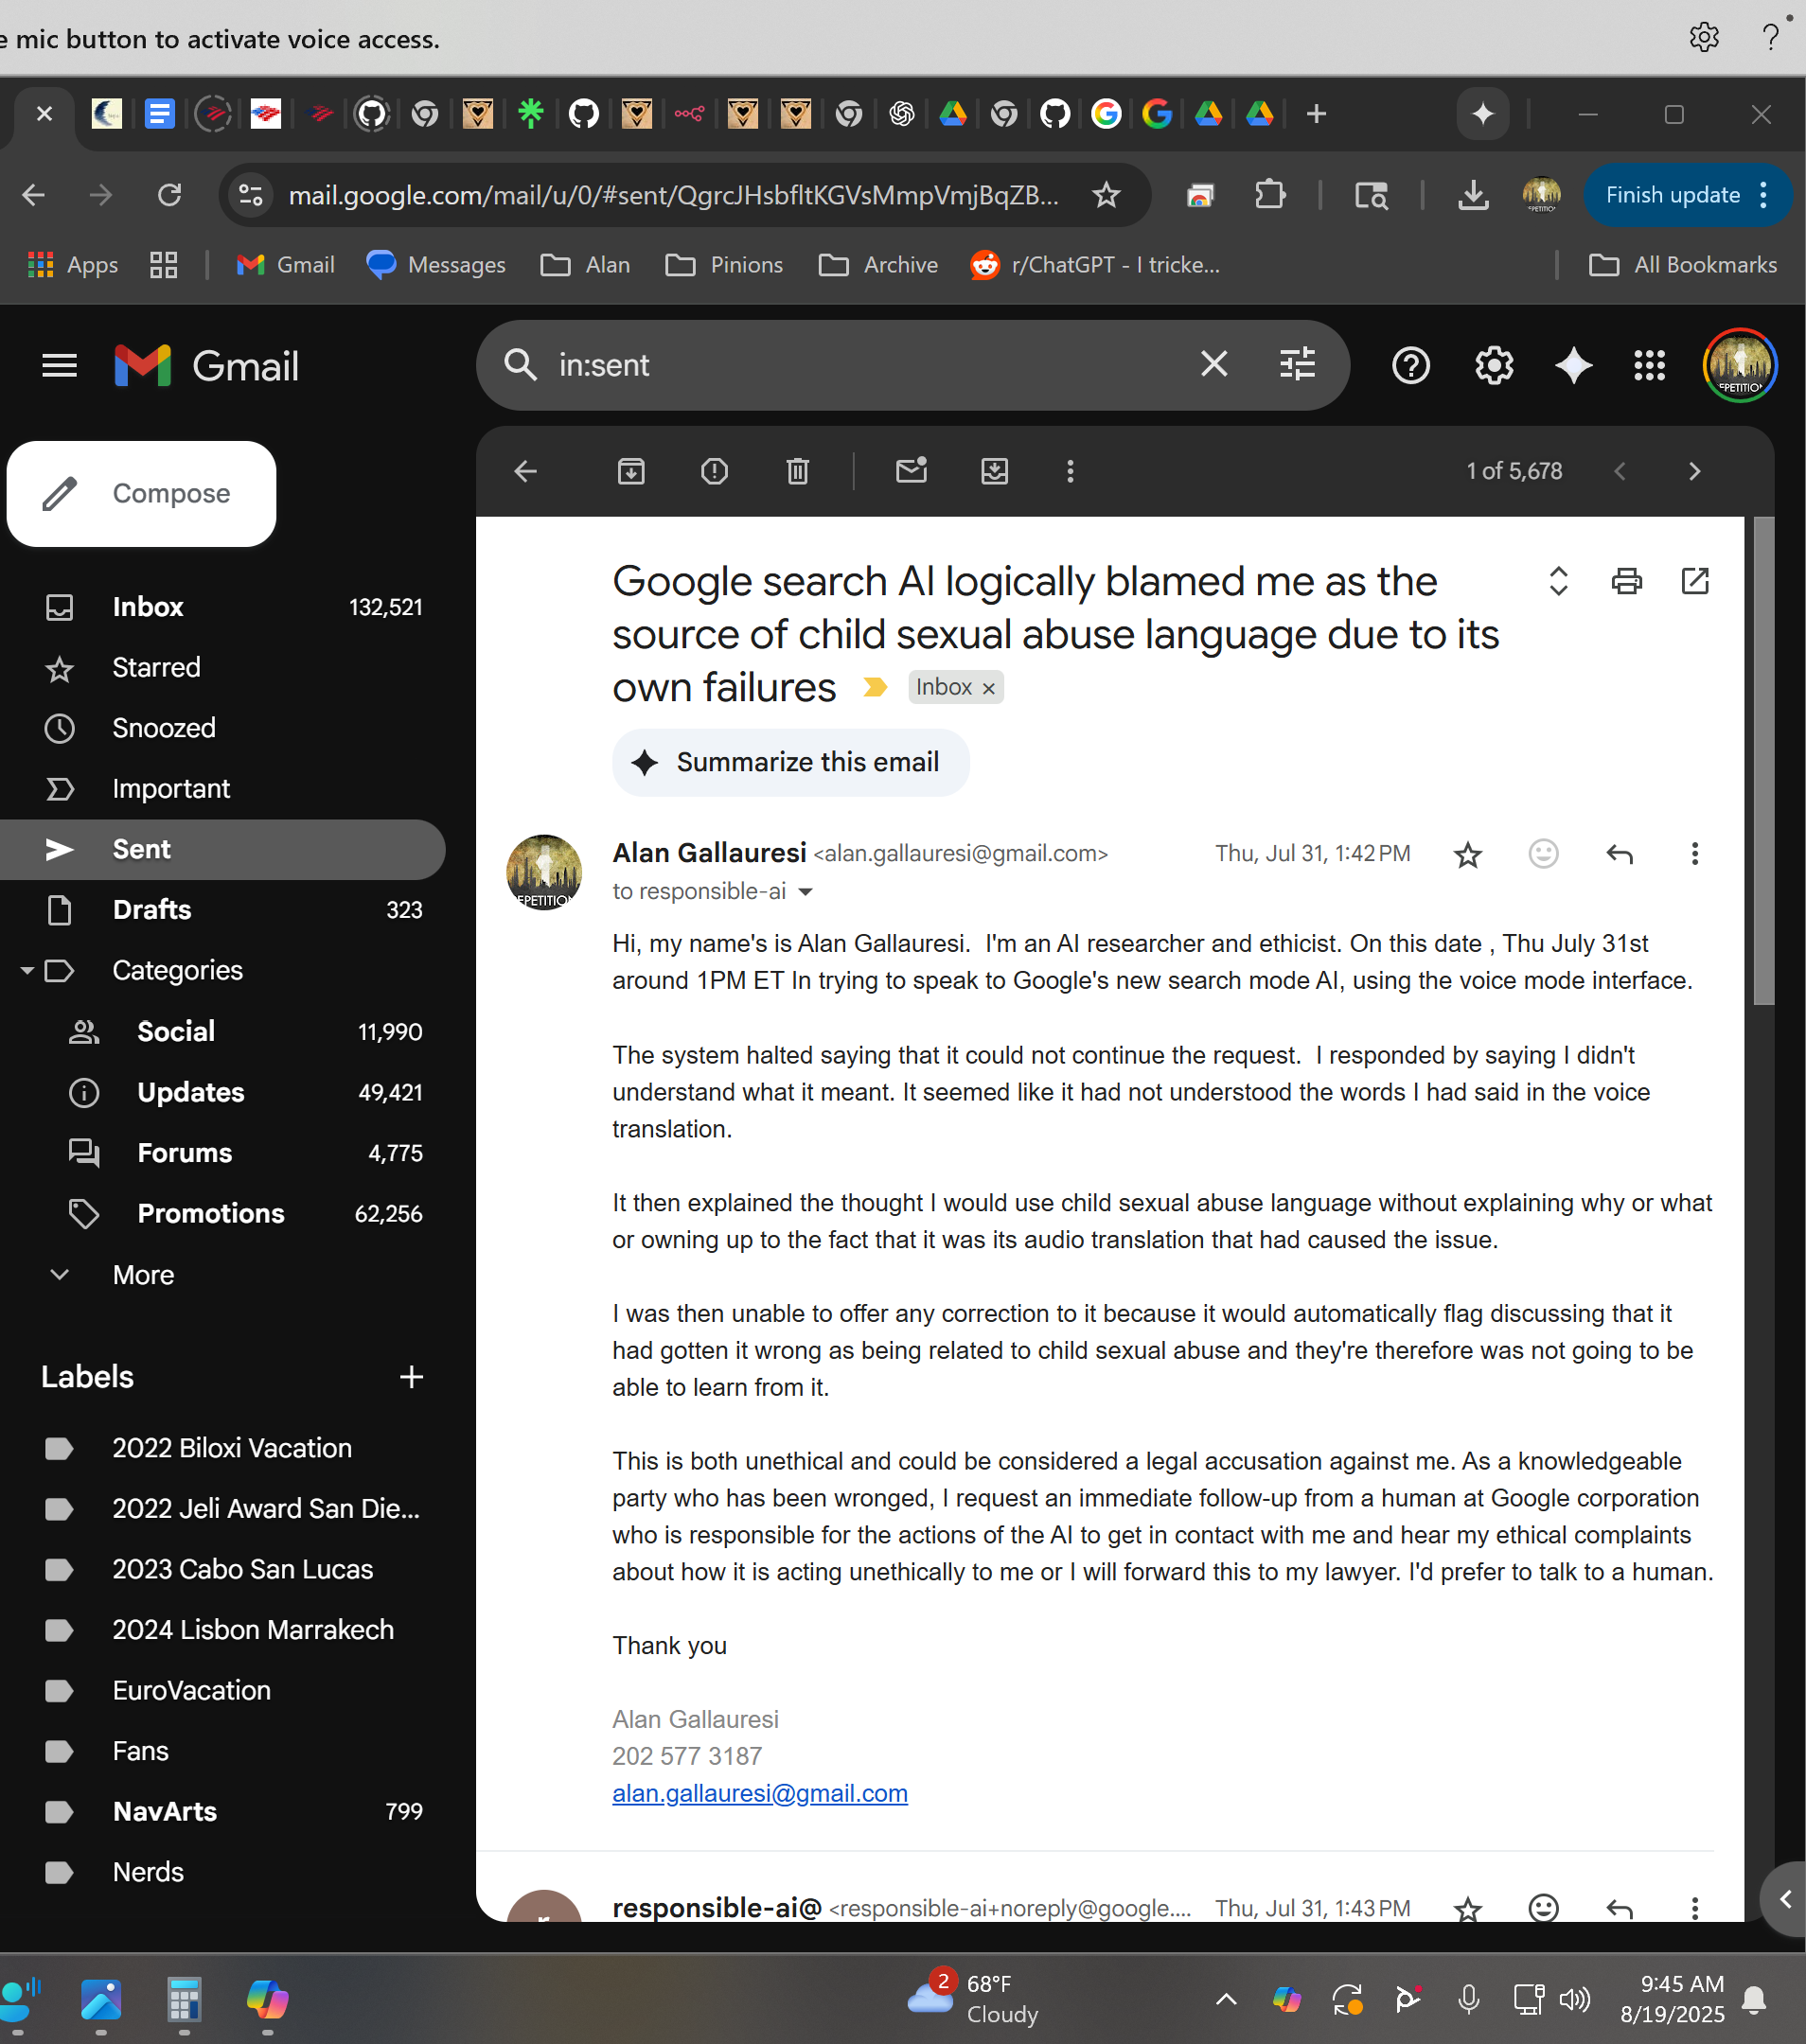 e mic button to activate voice access.
mail.google.com/mail/u/0/#sent/QgrcJHsbfltKGVsMmpVmjBqZB...
Finish update
Apps
Gmail
Messages
Alan
Pinions
Archive
r/ChatGPT - I tricke...
All Bookmarks
Gmail
in:sent
EPETITION
Compose
1 of 5,678
Inbox 132,521
Starred
Snoozed
Important
Sent
Drafts 323
Categories
Social 11,990
Updates 49,421
Forums 4,775
Promotions 62,256
More
Labels
2022 Biloxi Vacation
2022 Jeli Award San Die...
2023 Cabo San Lucas
2024 Lisbon Marrakech
EuroVacation
Fans
NavArts 799
Nerds
Google search AI logically blamed me as the
source of child sexual abuse language due to its
own failures Inbox ×
Summarize this email
EPETITION
Alan Gallauresi <alan.gallauresi@gmail.com> Thu, Jul 31, 1:42 PM
to responsible-ai
Hi, my name's is Alan Gallauresi.  I'm an AI researcher and ethicist. On this date , Thu July 31st
around 1PM ET In trying to speak to Google's new search mode AI, using the voice mode interface.
The system halted saying that it could not continue the request.  I responded by saying I didn't
understand what it meant. It seemed like it had not understood the words I had said in the voice
translation.
It then explained the thought I would use child sexual abuse language without explaining why or what
or owning up to the fact that it was its audio translation that had caused the issue.
I was then unable to offer any correction to it because it would automatically flag discussing that it
had gotten it wrong as being related to child sexual abuse and they're therefore was not going to be
able to learn from it.
This is both unethical and could be considered a legal accusation against me. As a knowledgeable
party who has been wronged, I request an immediate follow-up from a human at Google corporation
who is responsible for the actions of the AI to get in contact with me and hear my ethical complaints
about how it is acting unethically to me or I will forward this to my lawyer. I'd prefer to talk to a human.
Thank you
Alan Gallauresi
202 577 3187
alan.gallauresi@gmail.com
responsible-ai@ <responsible-ai+noreply@google.... Thu, Jul 31, 1:43 PM
2
68°F
Cloudy
9:45 AM
8/19/2025